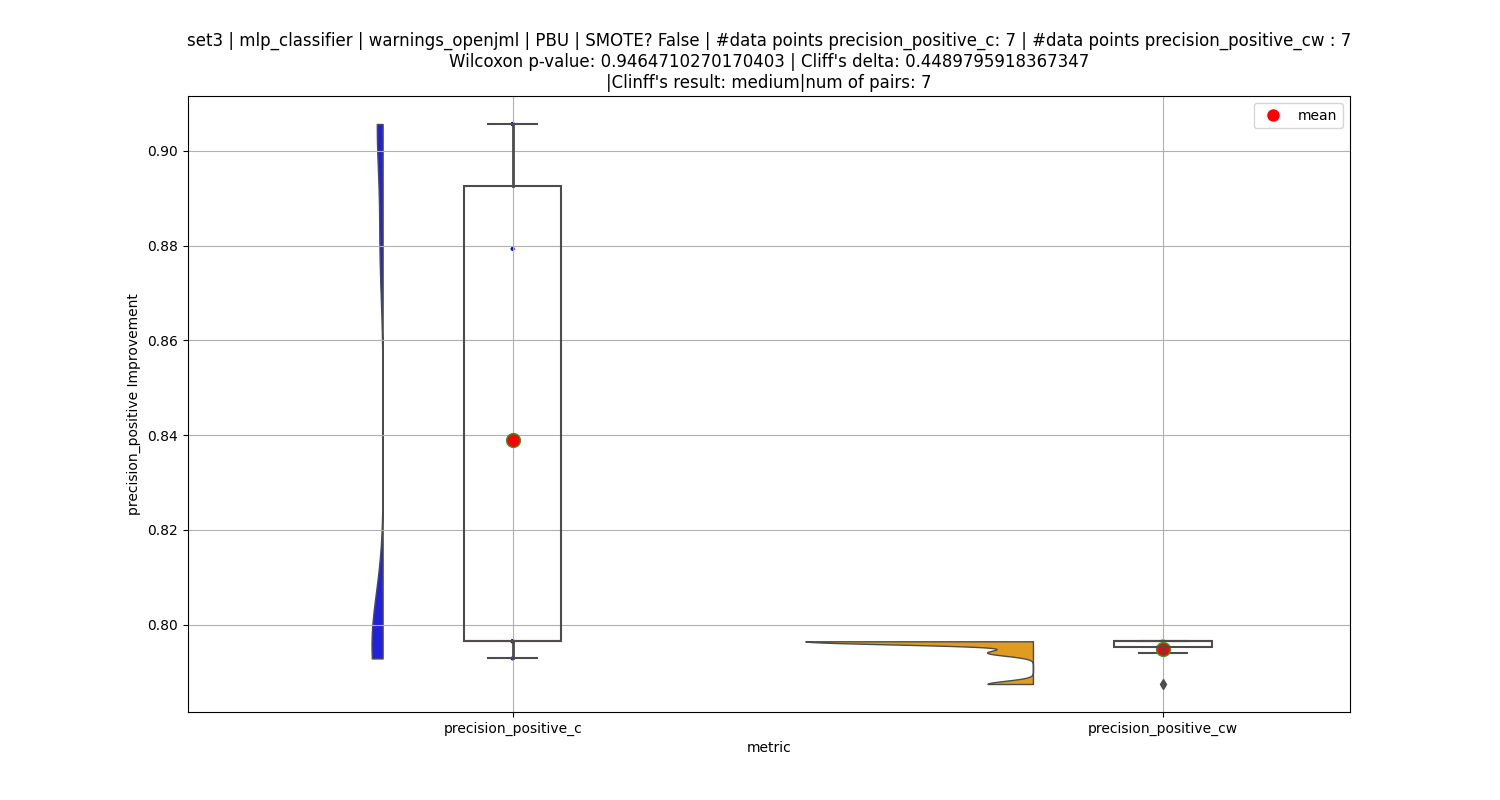 set3 | mlp_classifier | warnings_openjml | PBU | SMOTE? False | #data points precision_positive_c: 7 | #data points precision_positive_cw : 7
Wilcoxon p-value: 0.9464710270170403 | Cliff's delta: 0.4489795918367347
|Clinff's result: medium|num of pairs: 7
mean
0.90
0.88
0.86
0.84
0.82
0.80
precision_positive Improvement
precision_positive_c
precision_positive_cw
metric